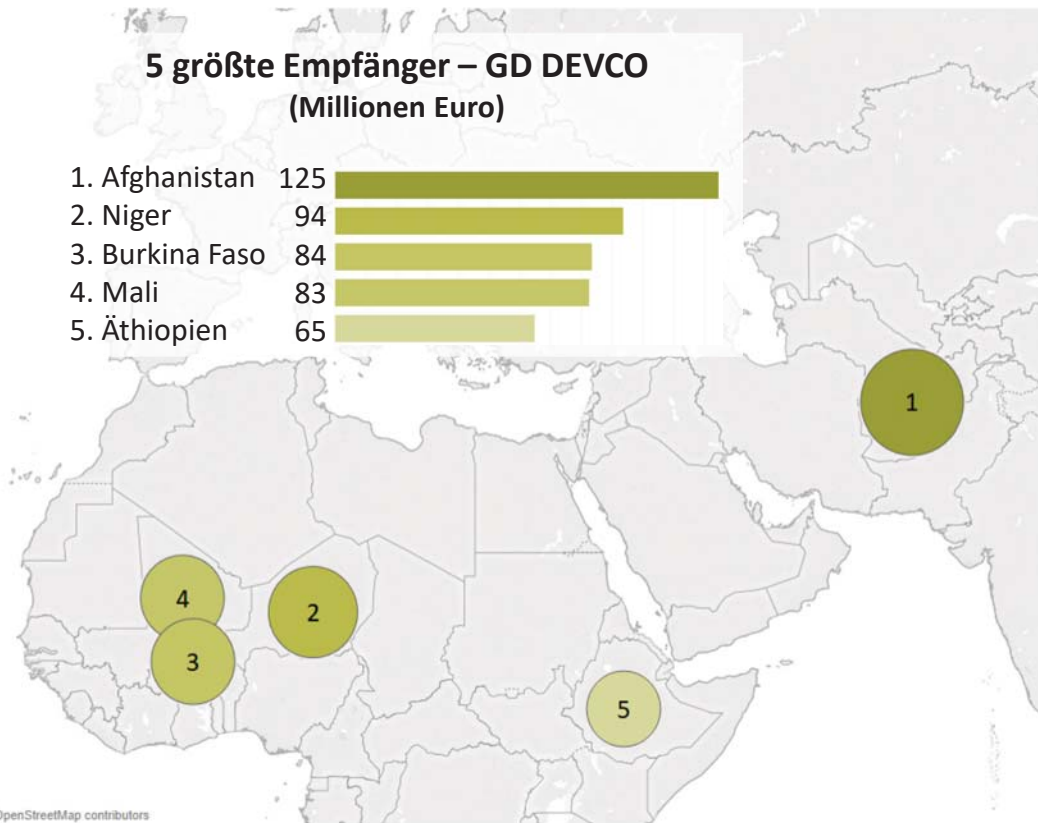 5 größte Empfänger – GD DEVCO
(Millionen Euro)
1. Afghanistan 125
2. Niger 94
3. Burkina Faso 84
4. Mali 83
5. Äthiopien 65
1
4
2
3
5
OpenStreetMap contributors